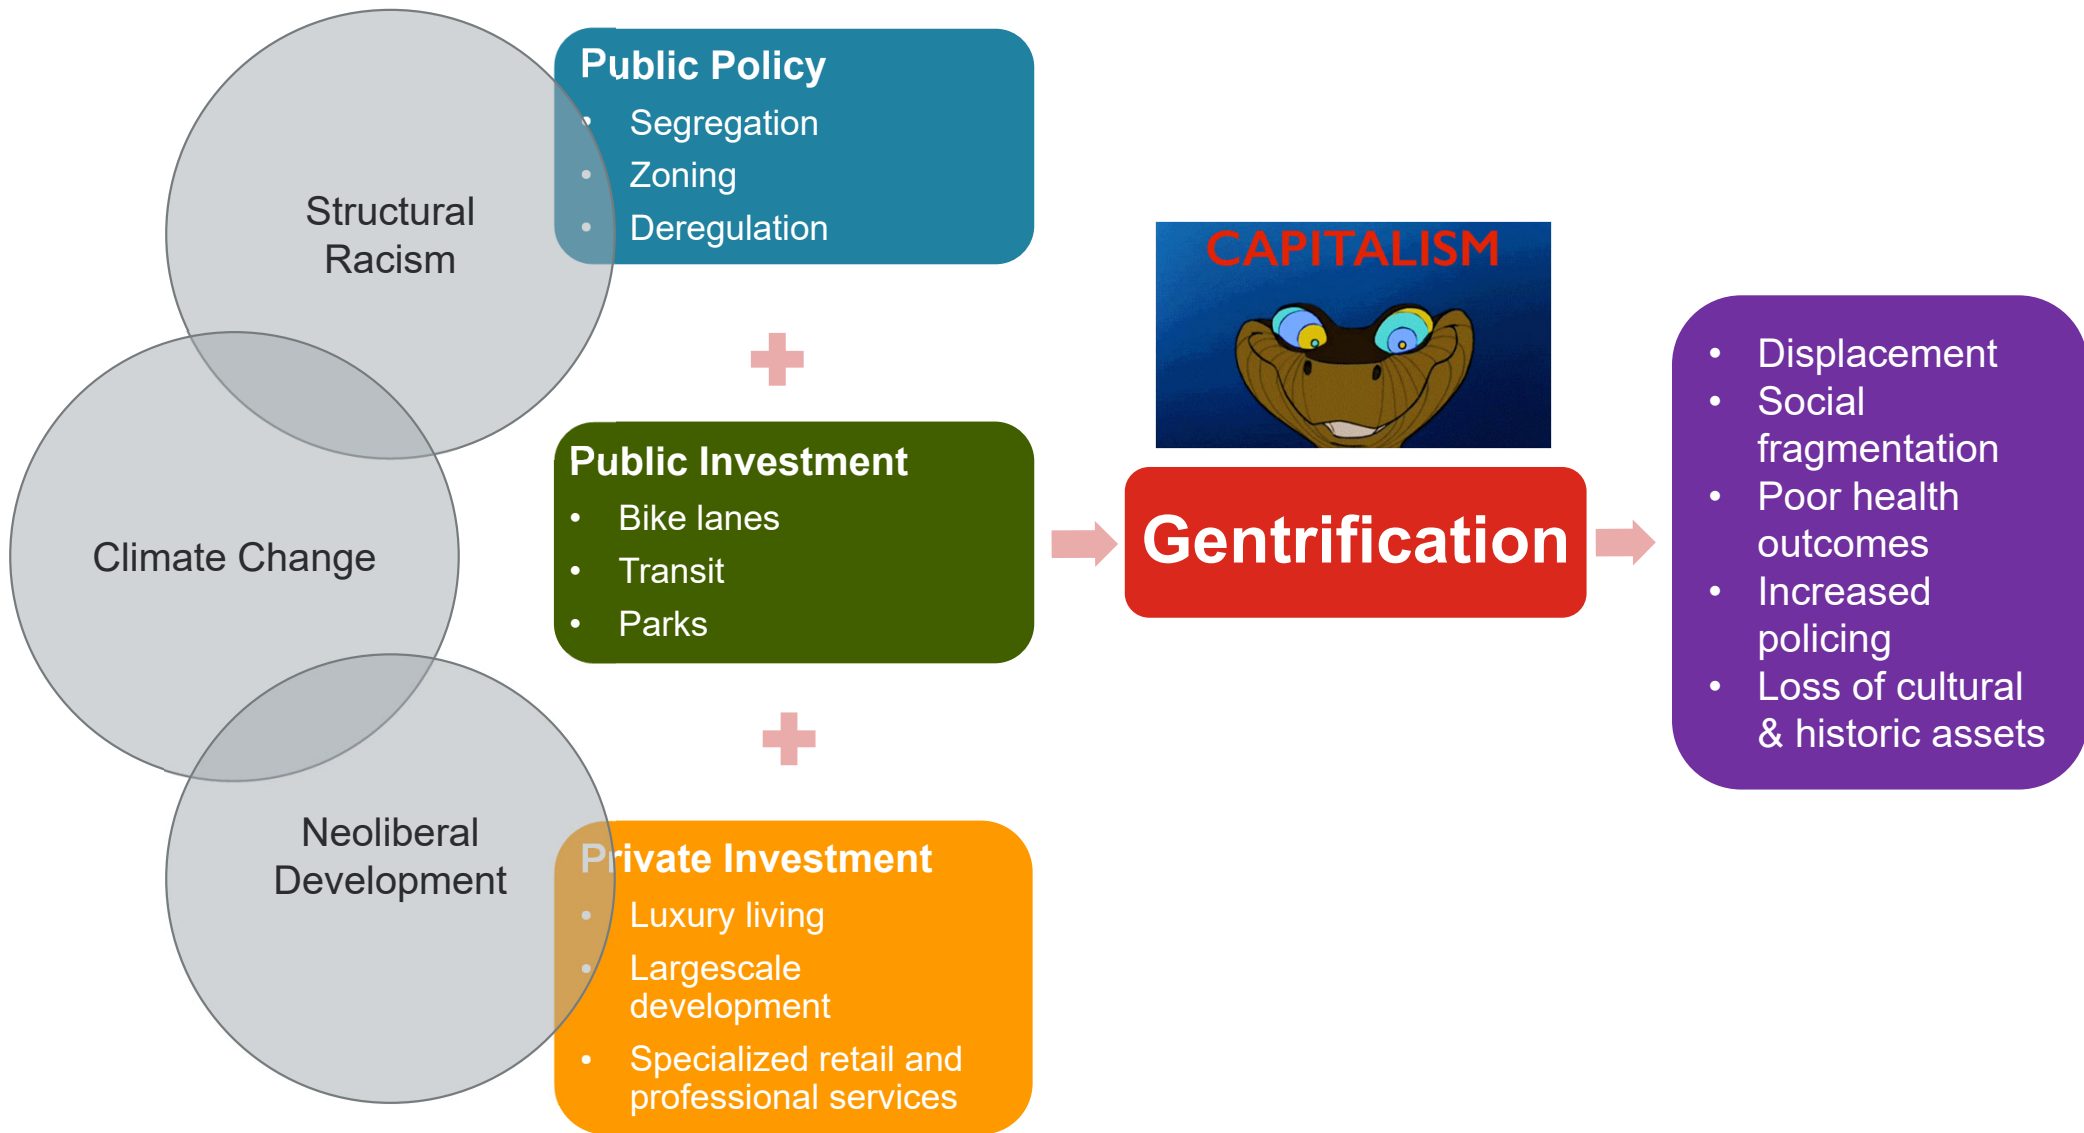 Structural
Racism
Climate Change
Neoliberal
Development
Public Policy
• Segregation
• Zoning
• Deregulation
Public Investment
• Bike lanes
• Transit
• Parks
Private Investment
• Luxury living
• Largescale
development
• Specialized retail and
professional services
CAPITALISM
Gentrification
• Displacement
• Social
fragmentation
• Poor health
outcomes
• Increased
policing
• Loss of cultural
& historic assets